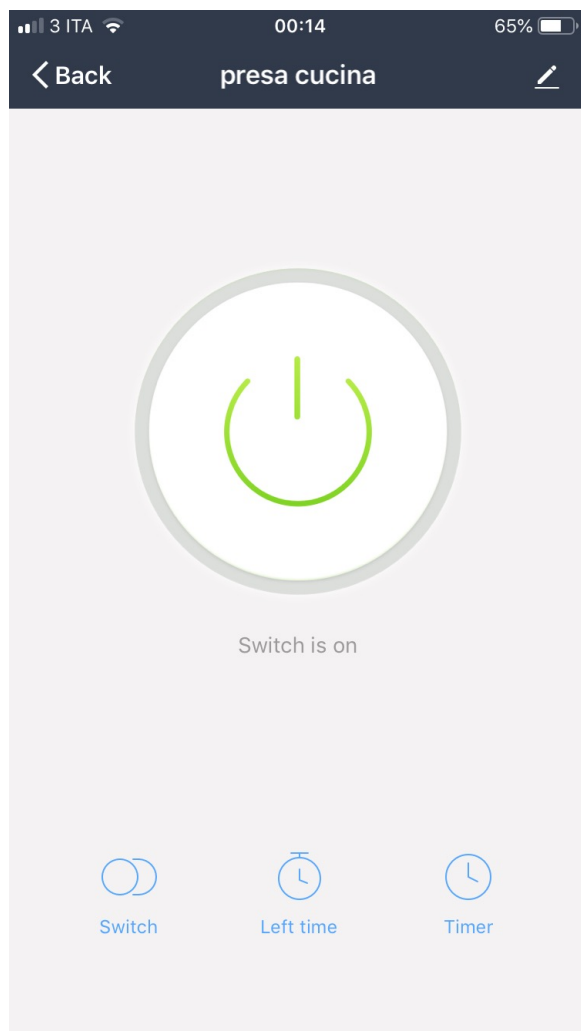 3 ITA 00:14 65%
Back presa cucina
Switch is on
Switch Left time Timer